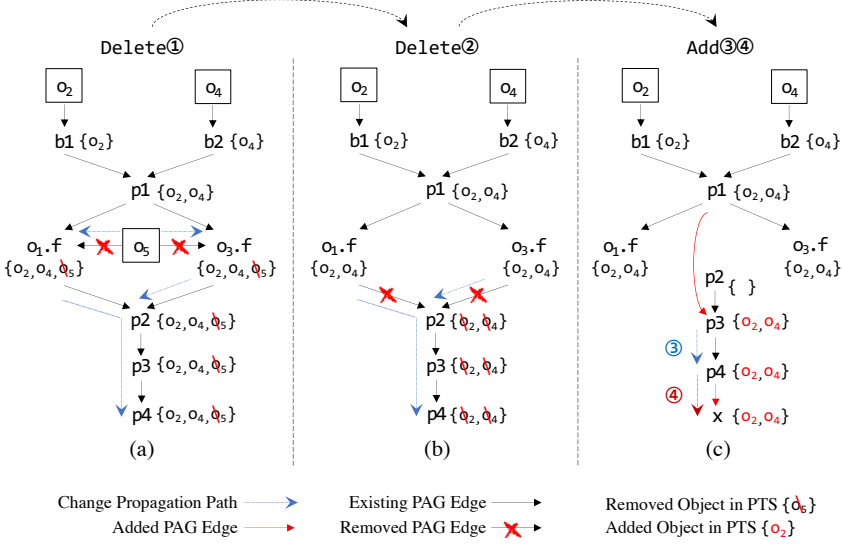 Delete① Delete② Add③④
o₂ o₄ o₂ o₄ o₂ o₄
b1 {o₂} b2 {o₄} b1 {o₂} b2 {o₄} b1 {o₂} b2 {o₄}
p1 {o₂,o₄} p1 {o₂,o₄} p1 {o₂,o₄}
o₁.f o₅ o₃.f o₁.f o₃.f o₁.f o₃.f
{o₂,o₄,o₅} {o₂,o₄,o₅} {o₂,o₄} {o₂,o₄} {o₂,o₄} {o₂,o₄}
p2 { }
p2 {o₂,o₄,o₅} p2 {o₂,o₄} p3 {o₂,o₄}
③
p3 {o₂,o₄,o₅} p3 {o₂,o₄} p4 {o₂,o₄}
④
p4 {o₂,o₄,o₅} p4 {o₂,o₄} x {o₂,o₄}
(a) (b) (c)
Change Propagation Path Existing PAG Edge Removed Object in PTS {o₅}
Added PAG Edge Removed PAG Edge Added Object in PTS {o₂}